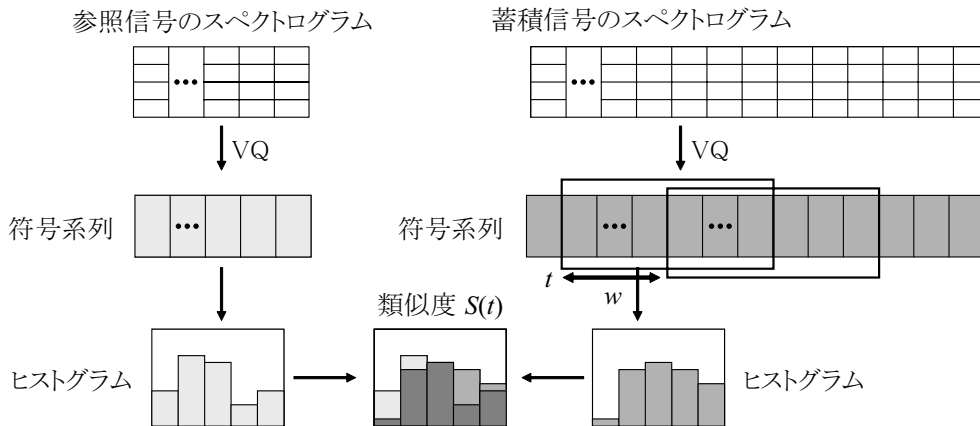 参照信号のスペクトログラム
蓄積信号のスペクトログラム
•••
•••
VQ
VQ
符号系列
•••
符号系列
•••
•••
t
w
類似度 S(t)
ヒストグラム
ヒストグラム